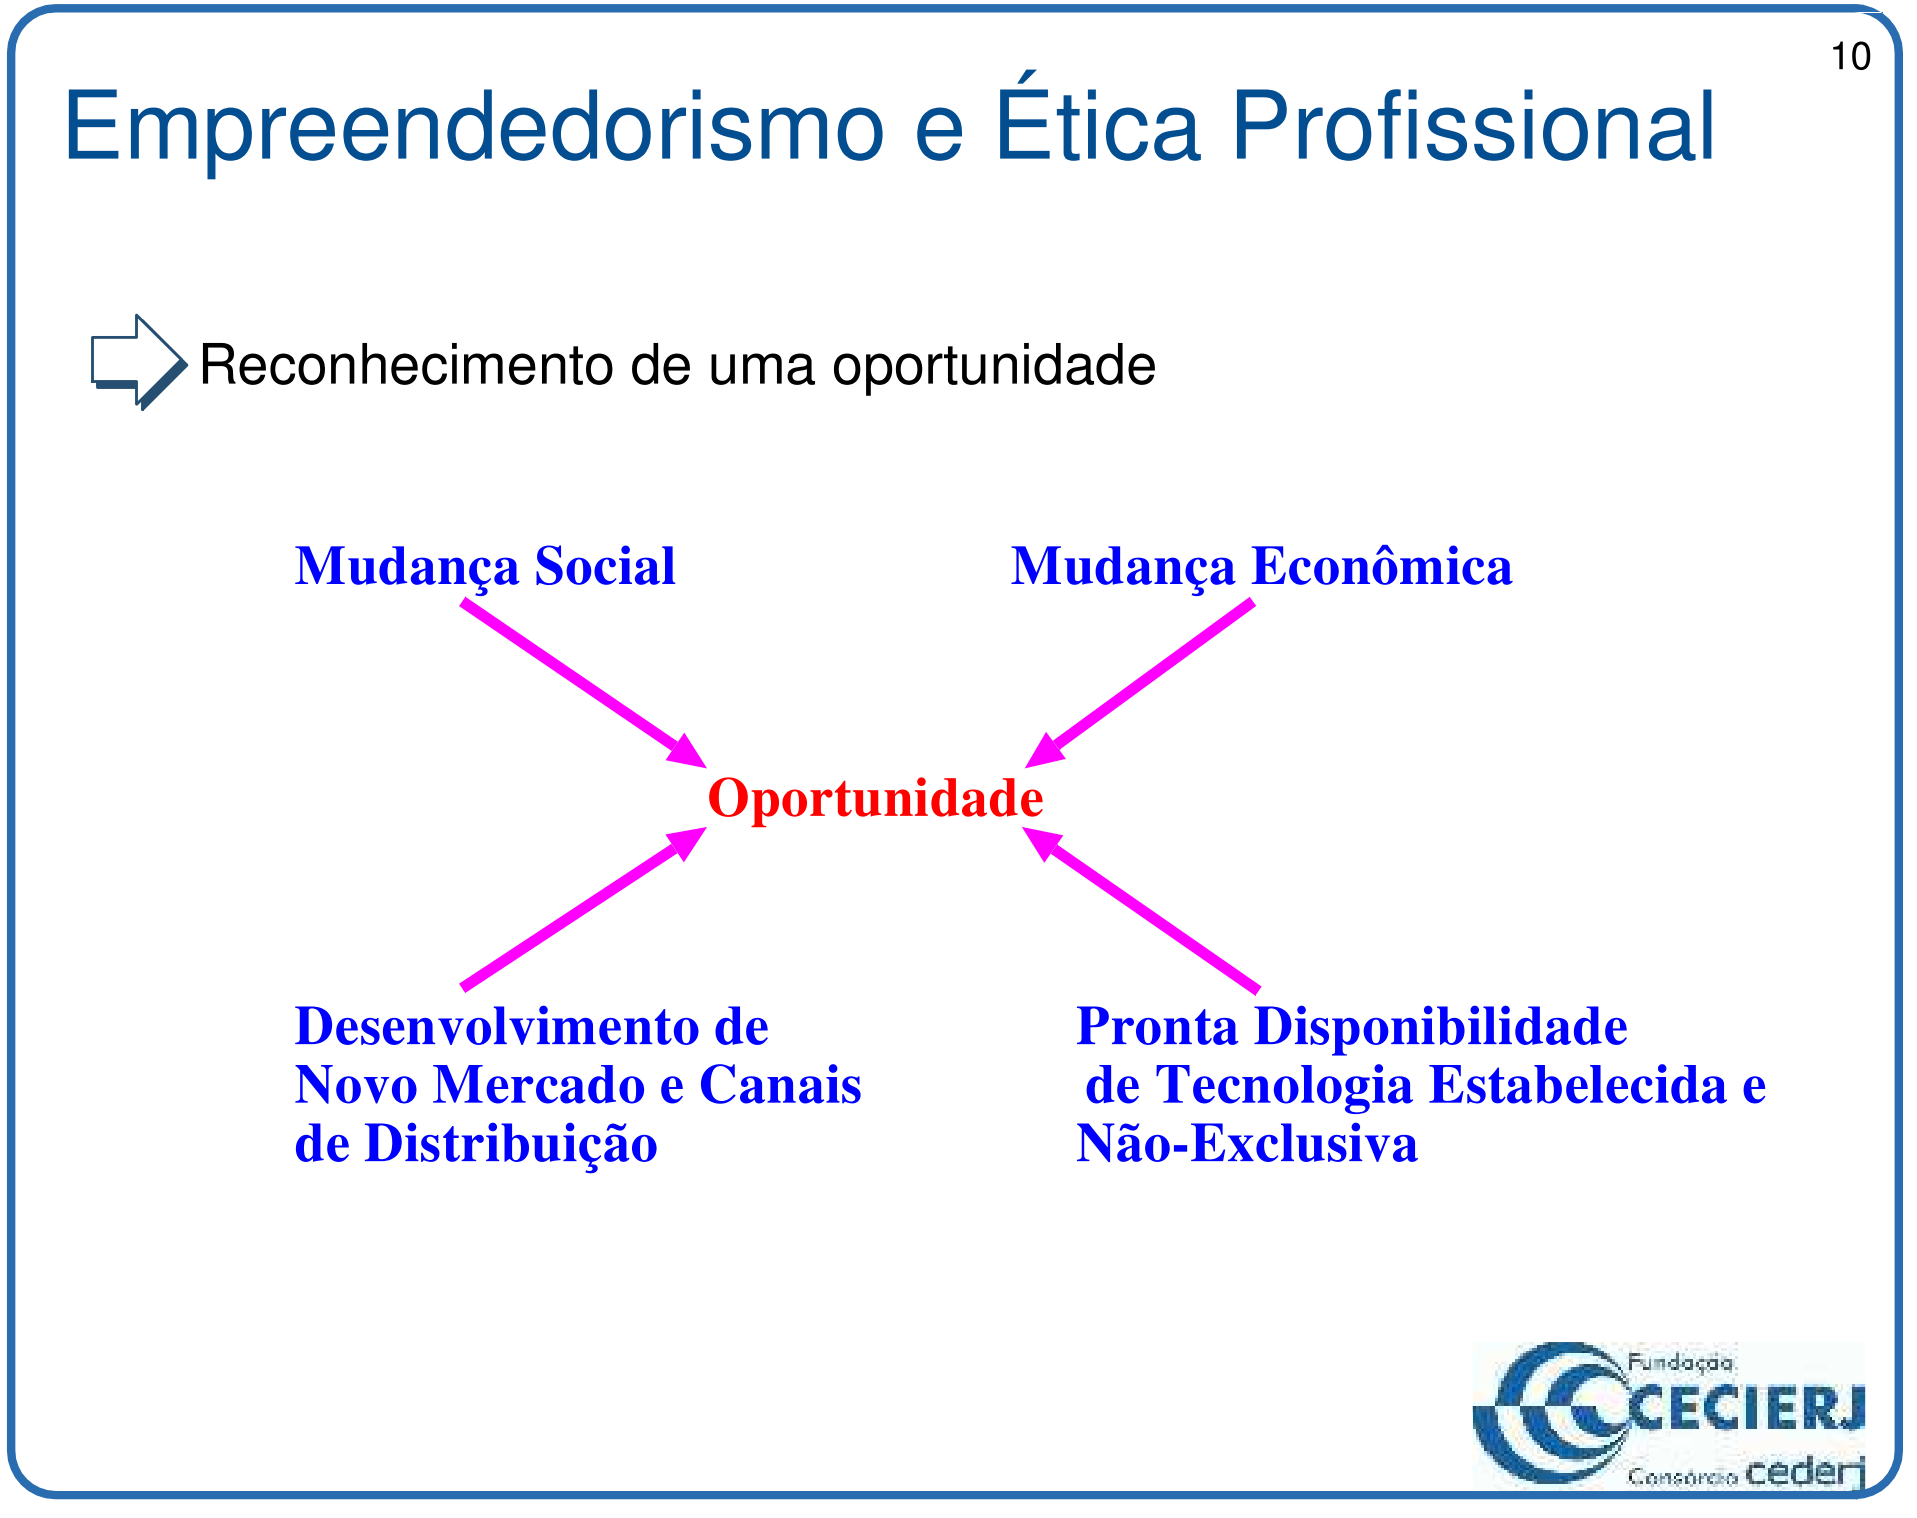 10
Empreendedorismo e Ética Profissional
Reconhecimento de uma oportunidade
Mudança Social
Mudança Econômica
Oportunidade
Desenvolvimento de
Novo Mercado e Canais
de Distribuição
Pronta Disponibilidade
de Tecnologia Estabelecida e
Não-Exclusiva
Fundação
CECIERJ
Consórcio cederj